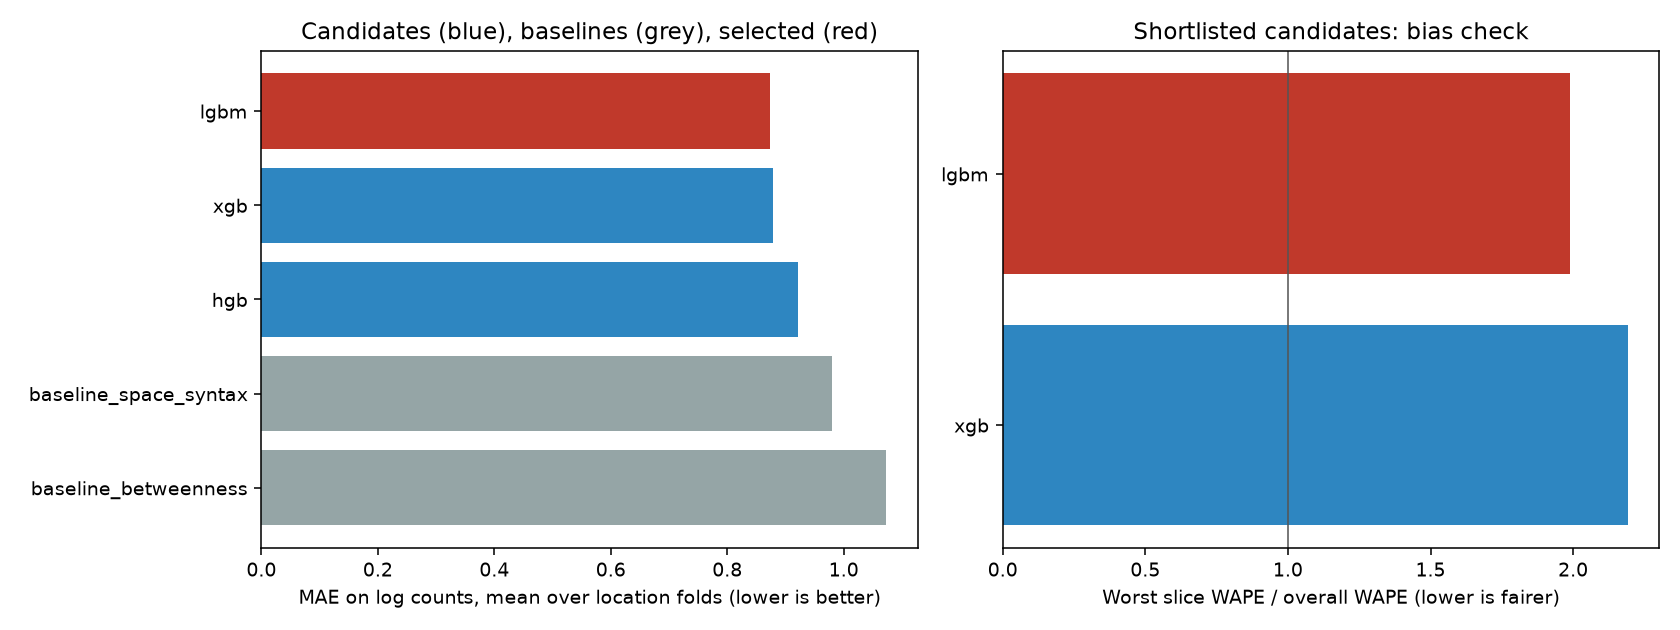 Candidates (blue), baselines (grey), selected (red)
lgbm
xgb
hgb
baseline_space_syntax
baseline_betweenness
0.0 0.2 0.4 0.6 0.8 1.0
MAE on log counts, mean over location folds (lower is better)
Shortlisted candidates: bias check
lgbm
xgb
0.0 0.5 1.0 1.5 2.0
Worst slice WAPE / overall WAPE (lower is fairer)